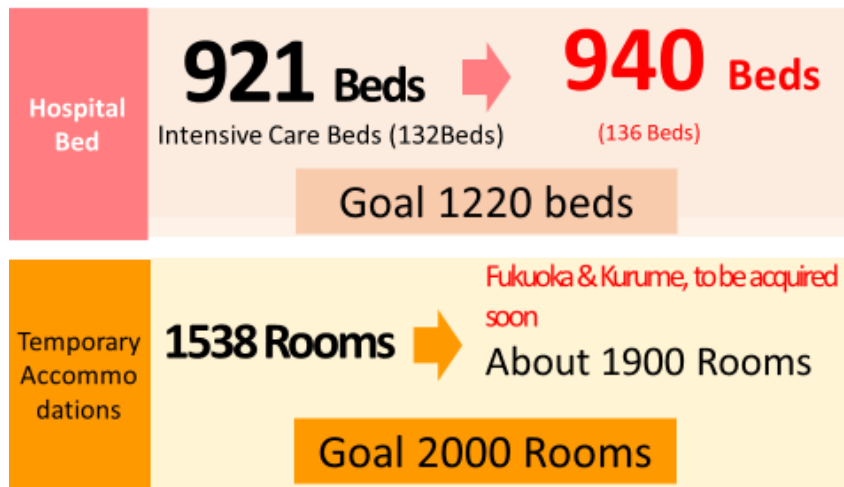 Hospital
Bed
921 Beds
940 Beds
Intensive Care Beds (132Beds)
(136 Beds)
Goal 1220 beds
Temporary
Accommo
dations
1538 Rooms
Fukuoka & Kurume, to be acquired
soon
About 1900 Rooms
Goal 2000 Rooms